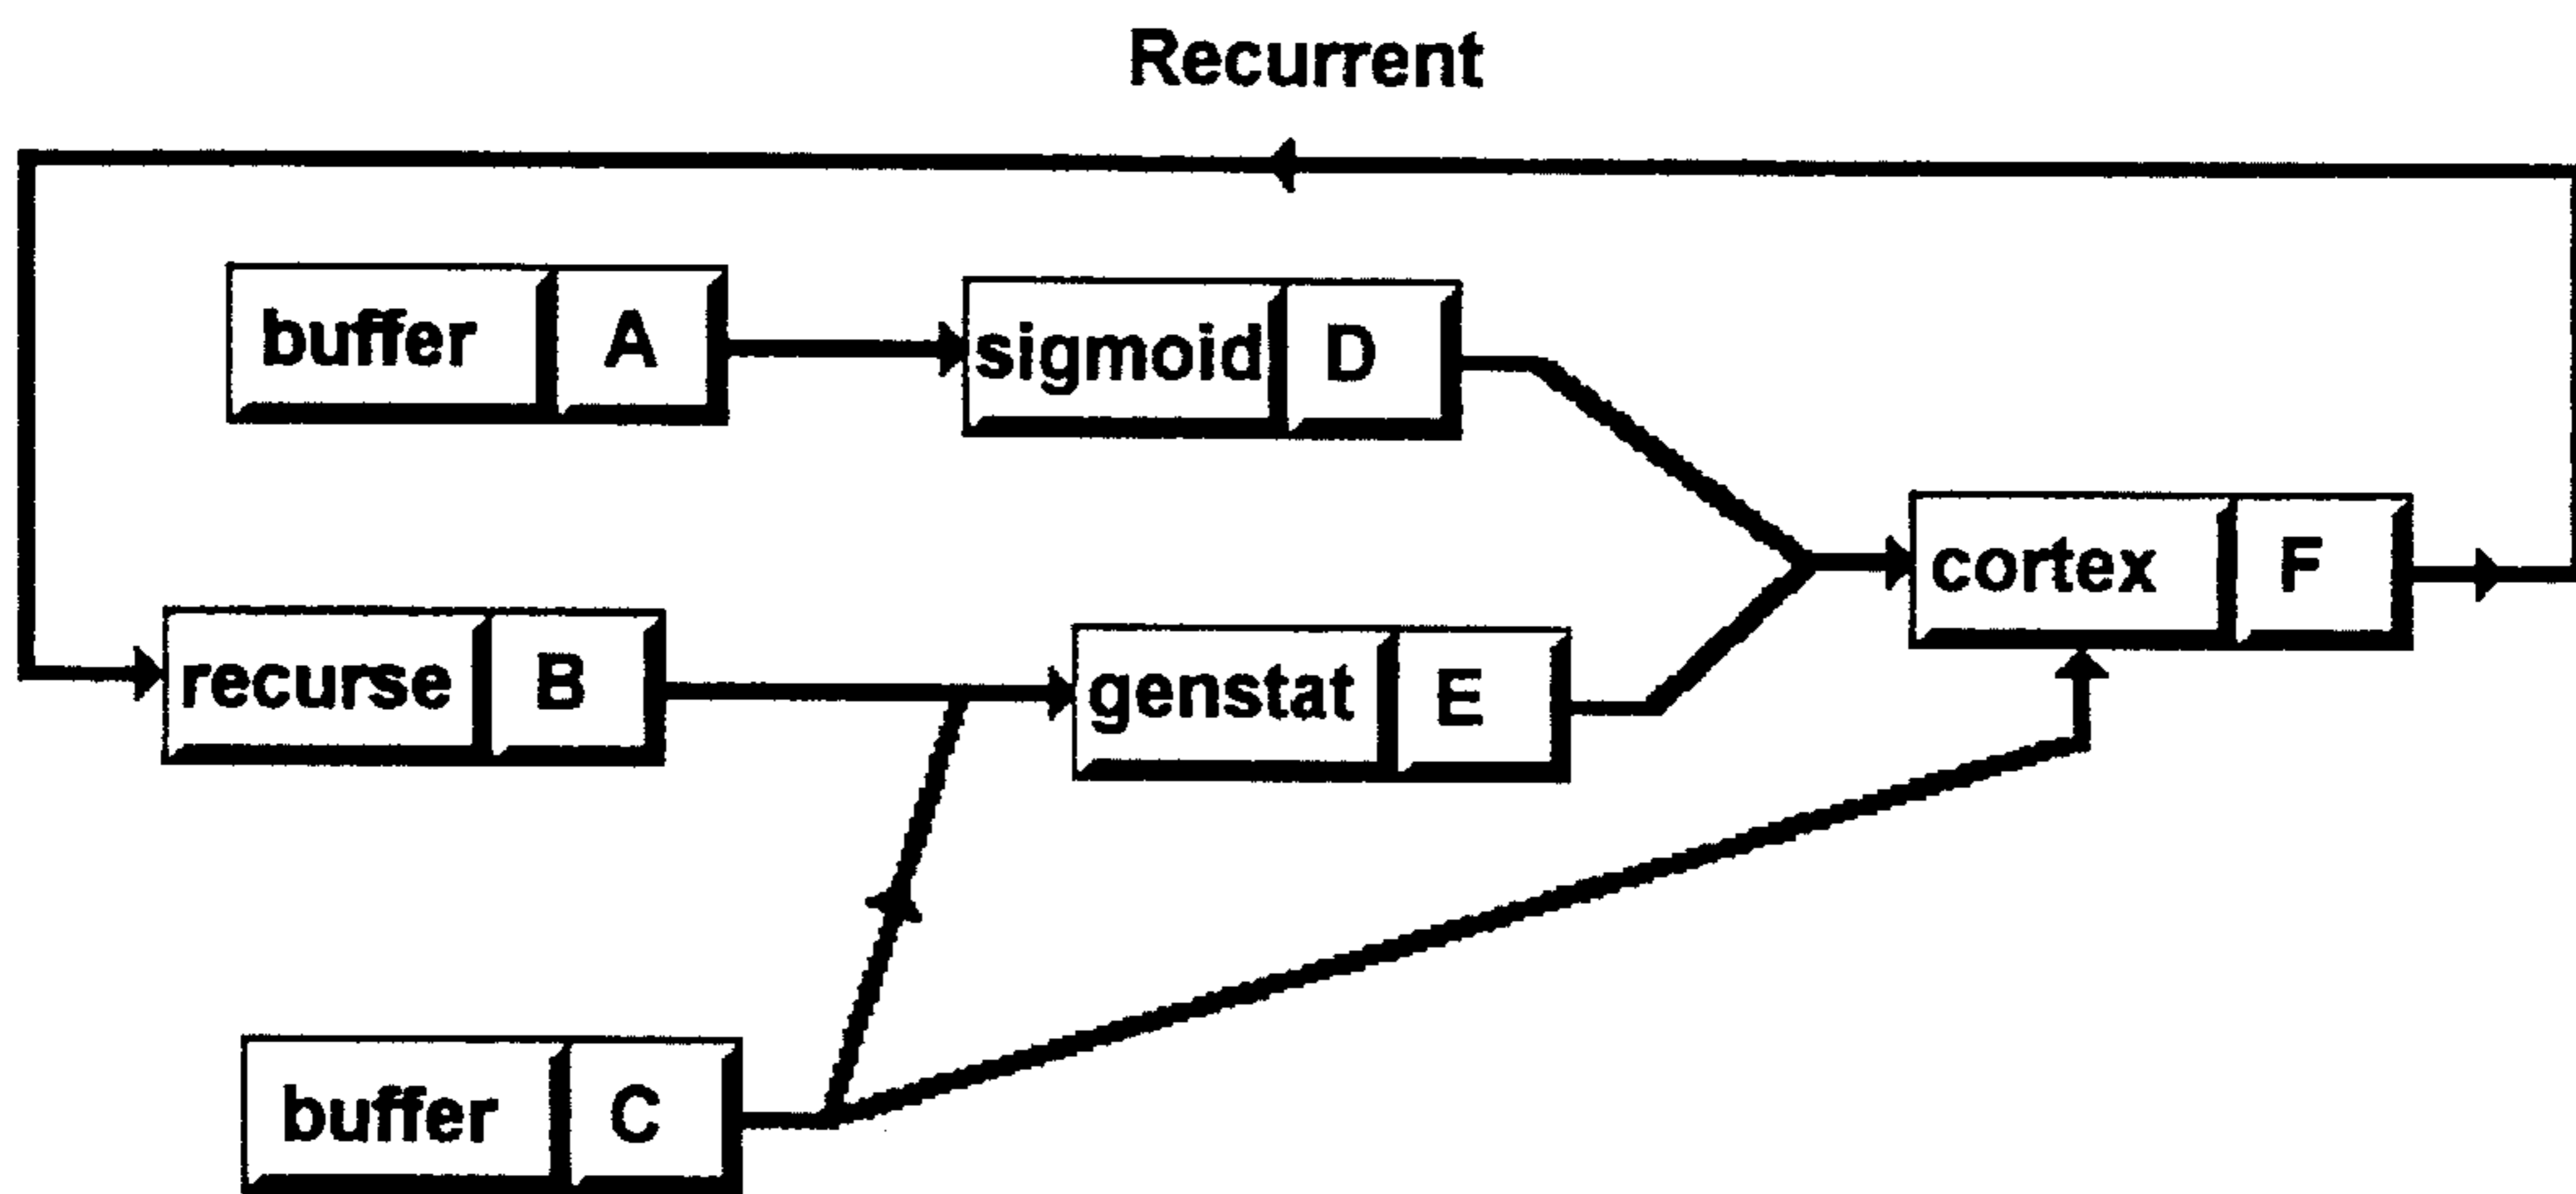 Recurrent
buffer A
sigmoid D
cortex F
recurse B
genstat E
buffer C